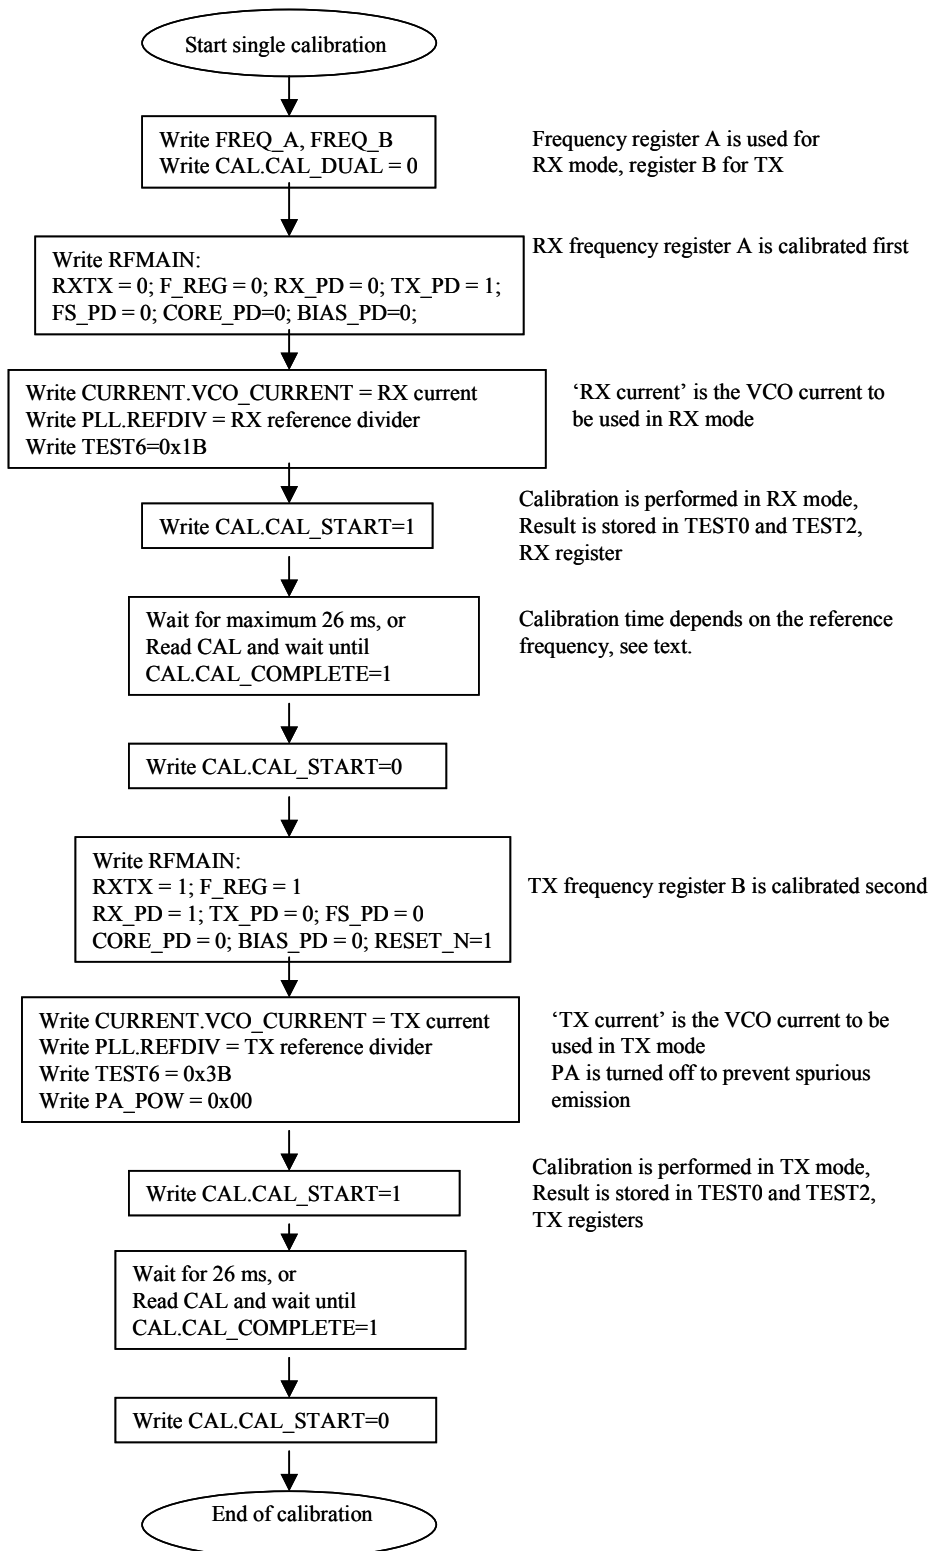 Start single calibration
Write FREQ_A, FREQ_B
Write CAL.CAL_DUAL = 0
Frequency register A is used for
RX mode, register B for TX
Write RFMAIN:
RXTX = 0; F_REG = 0; RX_PD = 0; TX_PD = 1;
FS_PD = 0; CORE_PD=0; BIAS_PD=0;
RX frequency register A is calibrated first
Write CURRENT.VCO_CURRENT = RX current
Write PLL.REFDIV = RX reference divider
Write TEST6=0x1B
‘RX current’ is the VCO current to
be used in RX mode
Write CAL.CAL_START=1
Calibration is performed in RX mode,
Result is stored in TEST0 and TEST2,
RX register
Wait for maximum 26 ms, or
Read CAL and wait until
CAL.CAL_COMPLETE=1
Calibration time depends on the reference
frequency, see text.
Write CAL.CAL_START=0
Write RFMAIN:
RXTX = 1; F_REG = 1
RX_PD = 1; TX_PD = 0; FS_PD = 0
CORE_PD = 0; BIAS_PD = 0; RESET_N=1
TX frequency register B is calibrated second
Write CURRENT.VCO_CURRENT = TX current
Write PLL.REFDIV = TX reference divider
Write TEST6 = 0x3B
Write PA_POW = 0x00
‘TX current’ is the VCO current to be
used in TX mode
PA is turned off to prevent spurious
emission
Write CAL.CAL_START=1
Calibration is performed in TX mode,
Result is stored in TEST0 and TEST2,
TX registers
Wait for 26 ms, or
Read CAL and wait until
CAL.CAL_COMPLETE=1
Write CAL.CAL_START=0
End of calibration